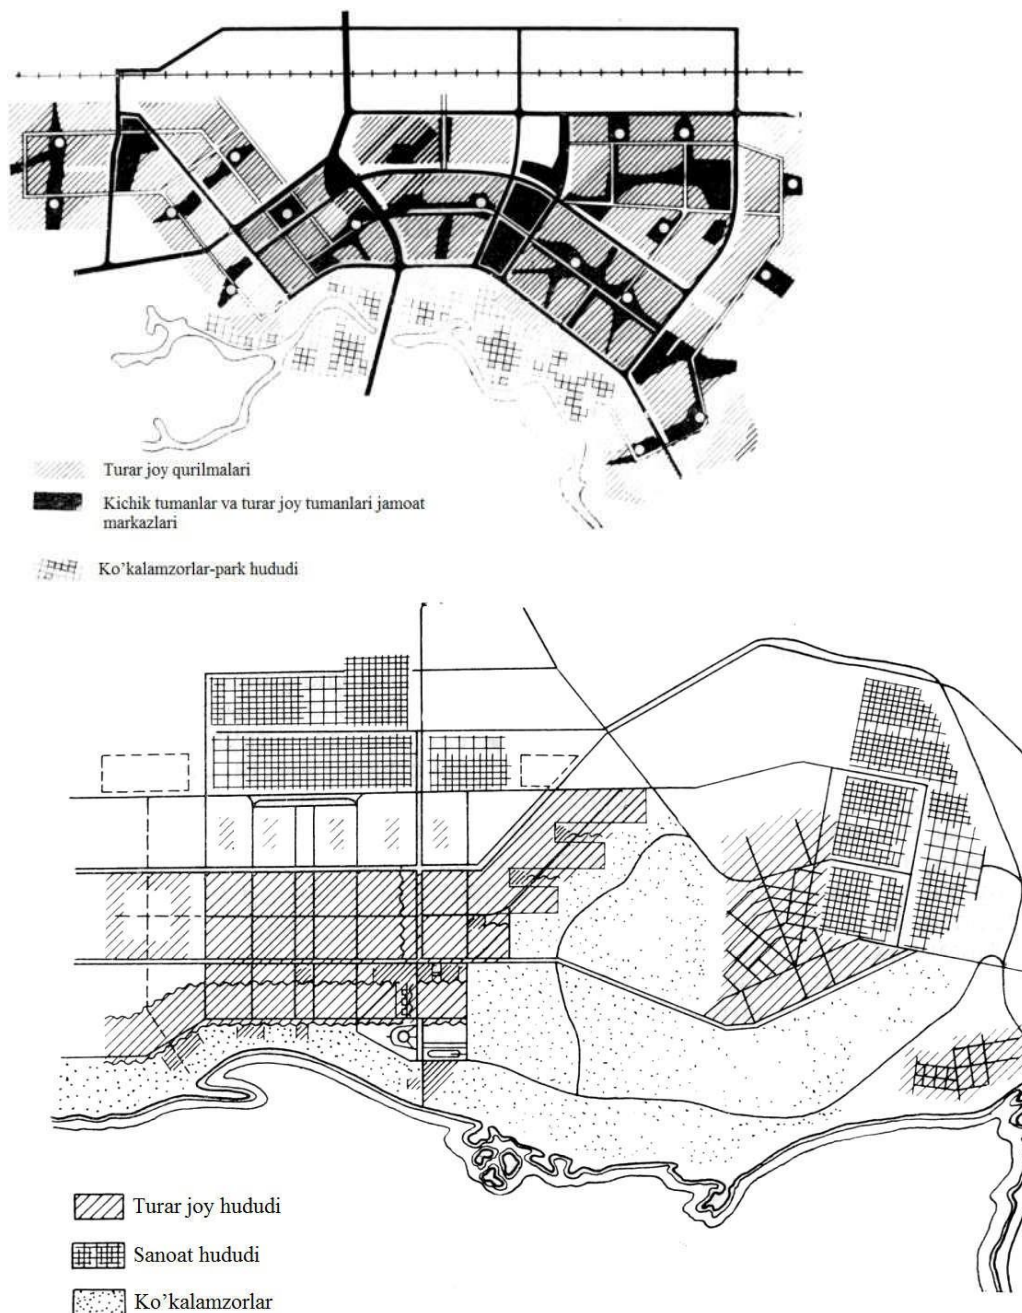 Turar joy qurilmalari
Kichik tumanlar va turar joy tumanlari jamoat
markazlari
Ko’kalamzorlar-park hududi
Turar joy hududi
Sanoat hududi
Ko’kalamzorlar